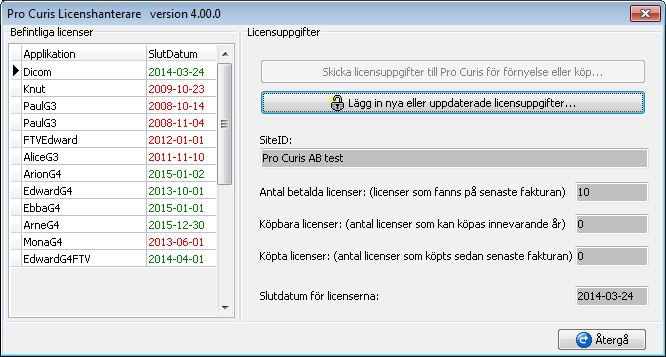 Pro Curis Licenshanterare version 4.00.0
Befintliga licenser
Applikation SlutDatum
Dicom 2014-03-24
Knut 2009-10-23
PaulG3 2008-10-14
PaulG3 2008-11-04
FTVEdward 2012-01-01
AliceG3 2011-11-10
ArionG4 2015-01-02
EdwardG4 2013-10-01
EbbaG4 2015-01-01
ArneG4 2015-12-30
MonaG4 2013-06-01
EdwardG4FTV 2014-04-01
Licensuppgifter
Skicka licensuppgifter till Pro Curis för förnyelse eller köp...
Lägg in nya eller uppdaterade licensuppgifter...
SiteID:
Pro Curis AB test
Antal betalda licenser: (licenser som fanns på senaste fakturan) 10
Köpbara licenser: (antal licenser som kan köpas innevarande år) 0
Köpta licenser: (antal licenser som köpts sedan senaste fakturan) 0
Slutdatum för licenserna: 2014-03-24
Återgå